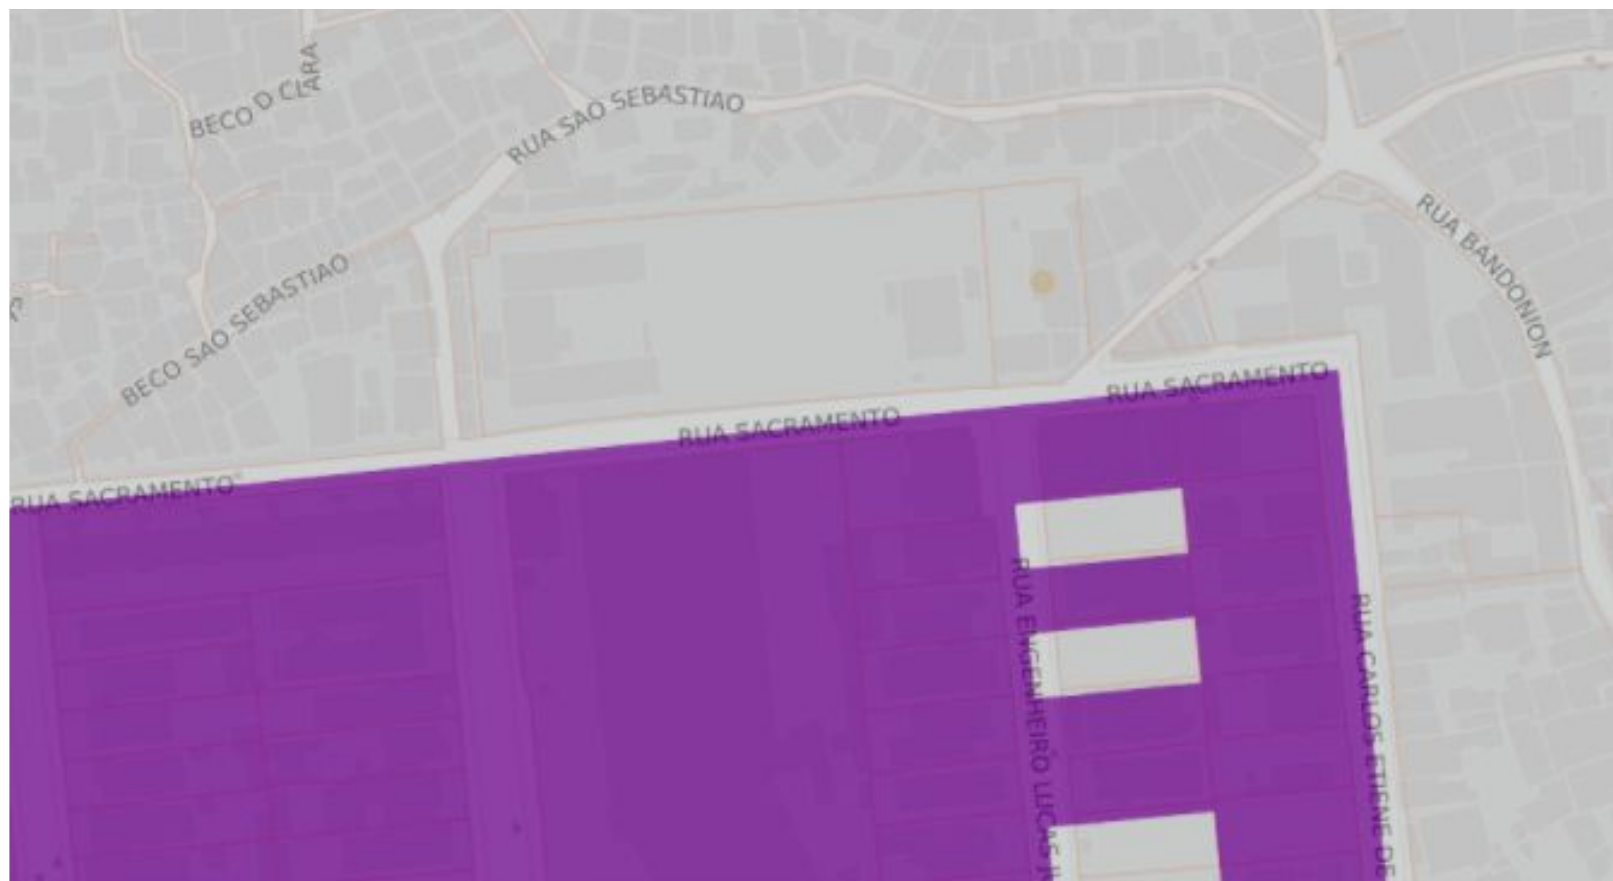 BECO D CLARA
RUA SAO SEBASTIAO
RUA BANDONION
BECO SAO SEBASTIAO
RUA SACRAMENTO
RUA SACRAMENTO
RUA SACRAMENTO
RUA ENGENHEIRO LUCAS
RUA CARLOS ETIENE DE